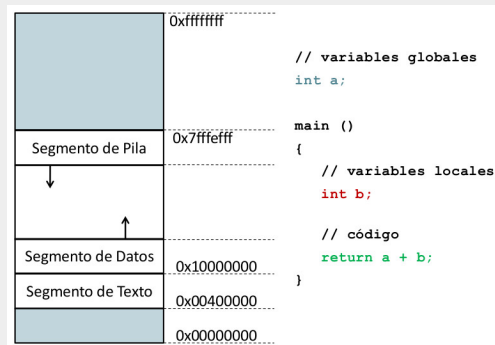 0xffffffff
Segmento de Pila
0x7fffefff
Segmento de Datos
0x10000000
Segmento de Texto
0x00400000
0x00000000
// variables globales
int a;
main ()
{
// variables locales
int b;
// código
return a + b;
}